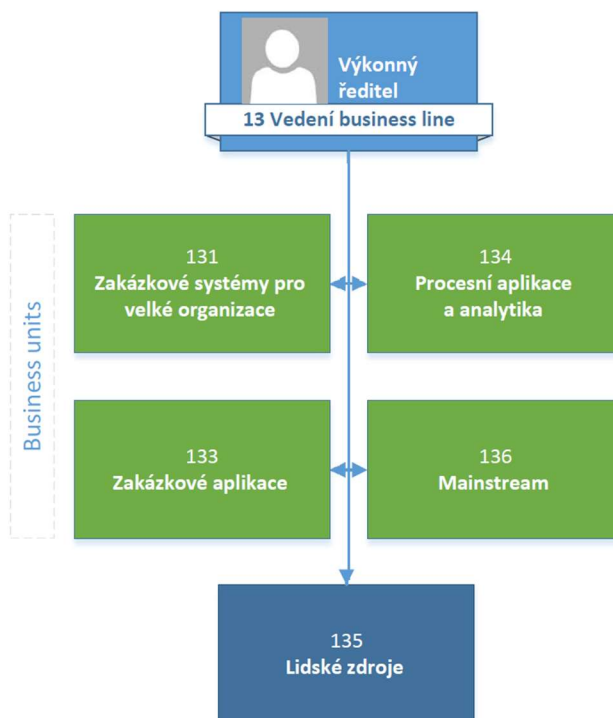 Výkonný
ředitel
13 Vedení business line
Business units
131
Zakázkové systémy pro
velké organizace
134
Procesní aplikace
a analytika
133
Zakázkové aplikace
136
Mainstream
135
Lidské zdroje